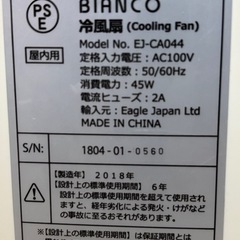 PS
E
屋内用
BIANCO
冷風扇 (Cooling Fan)
Model No. EJ-CA044
定格入力電圧：AC100V
定格周波数：50/60Hz
消費電力：45W
電流ヒューズ：2A
輸入元：Eagle Japan Ltd
MADE IN CHINA
S/N: 1804-01-0560
【製造年】２０１８年
【設計上の標準使用期間】６年
設計上の標準使用期間を超えて使用されます
と、経年劣化による発火・けがなどの
事故に至るおそれがあります。
※【設計上の標準使用期間】は保証期間とは